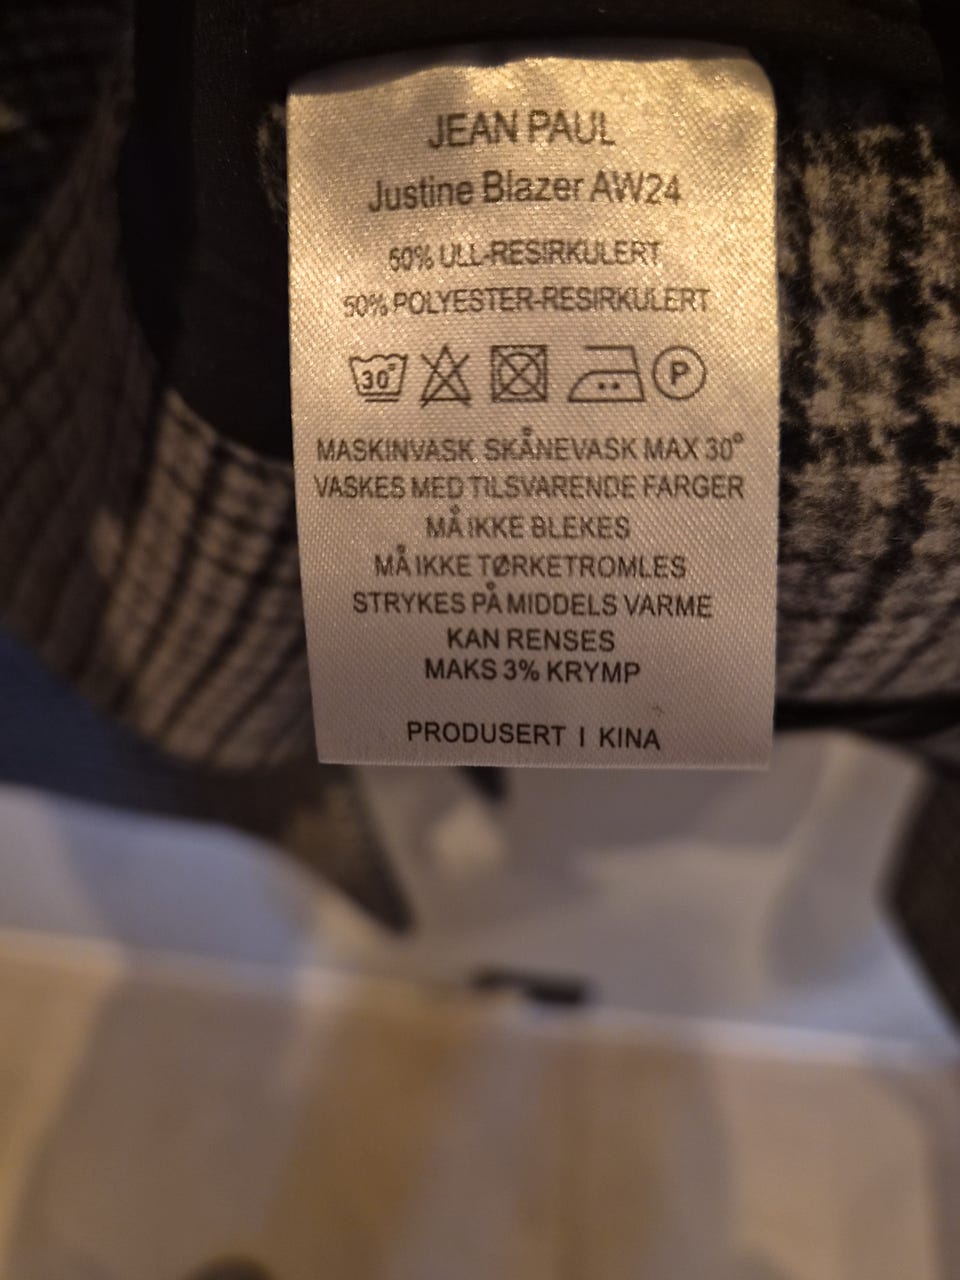 JEAN PAUL
Justine Blazer AW24
50% ULL-RESIRKULERT
50% POLYESTER-RESIRKULERT
30° P
MASKINVASK SKÅNEVASK MAX 30°
VASKES MED TILSVARENDE FARGER
MÅ IKKE BLEKES
MÅ IKKE TØRKETROMLES
STRYKES PÅ MIDDELS VARME
KAN RENSES
MAKS 3% KRYMP
PRODUSERT I KINA